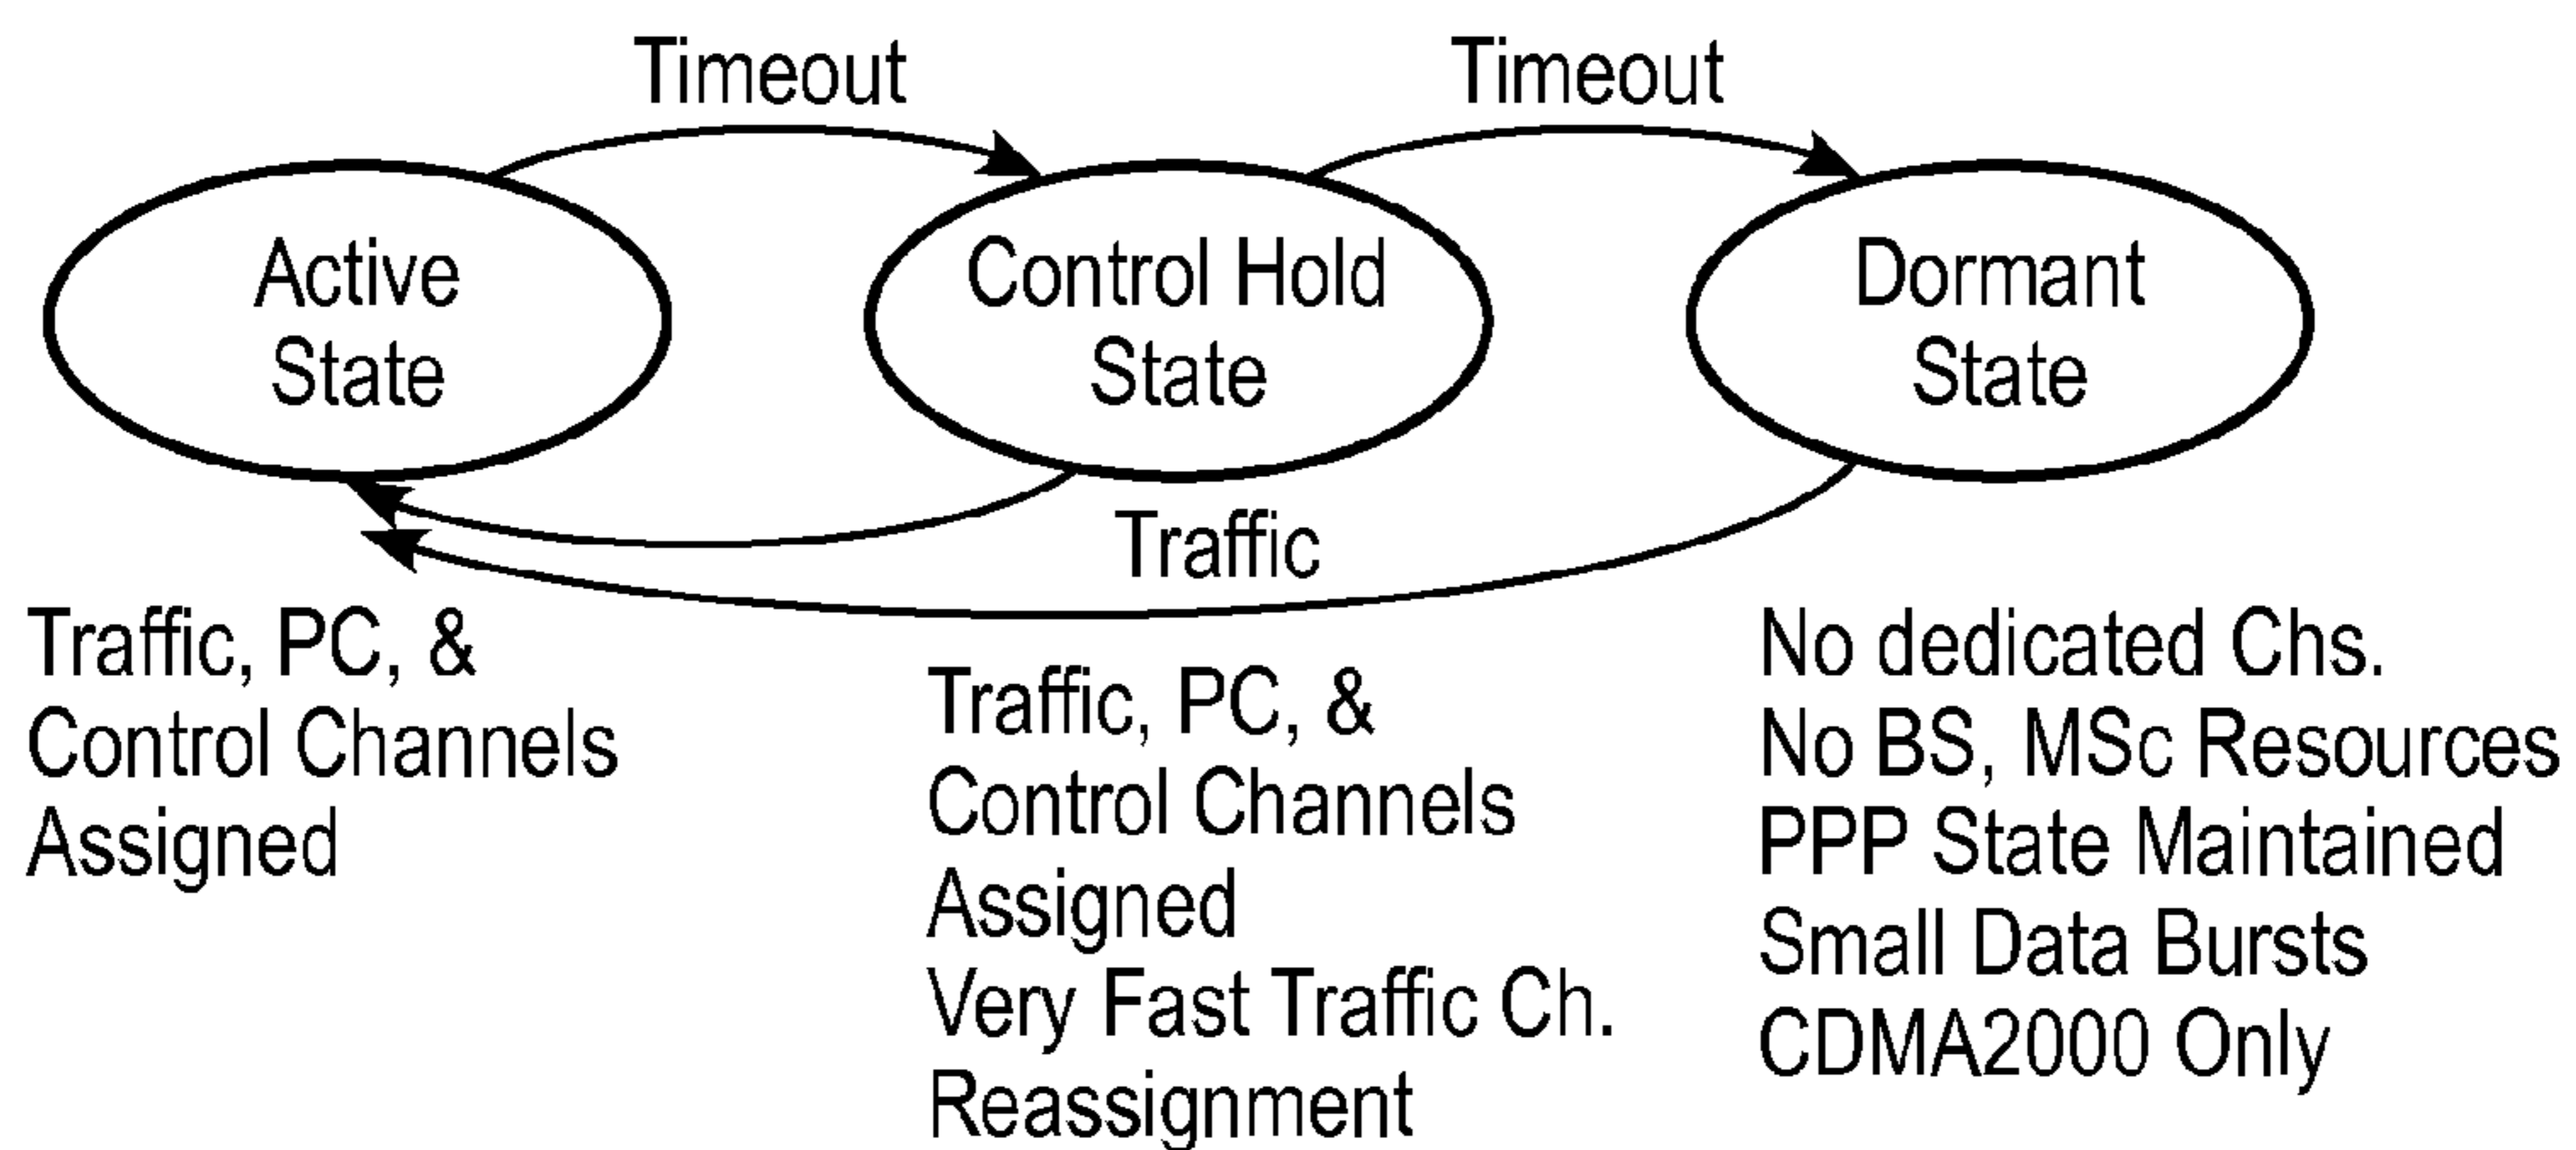 Timeout
Timeout
Active
State
Control Hold
State
Dormant
State
Traffic
Traffic, PC, &
Control Channels
Assigned
Traffic, PC, &
Control Channels
Assigned
Very Fast Traffic Ch.
Reassignment
No dedicated Chs.
No BS, MSc Resources
PPP State Maintained
Small Data Bursts
CDMA2000 Only